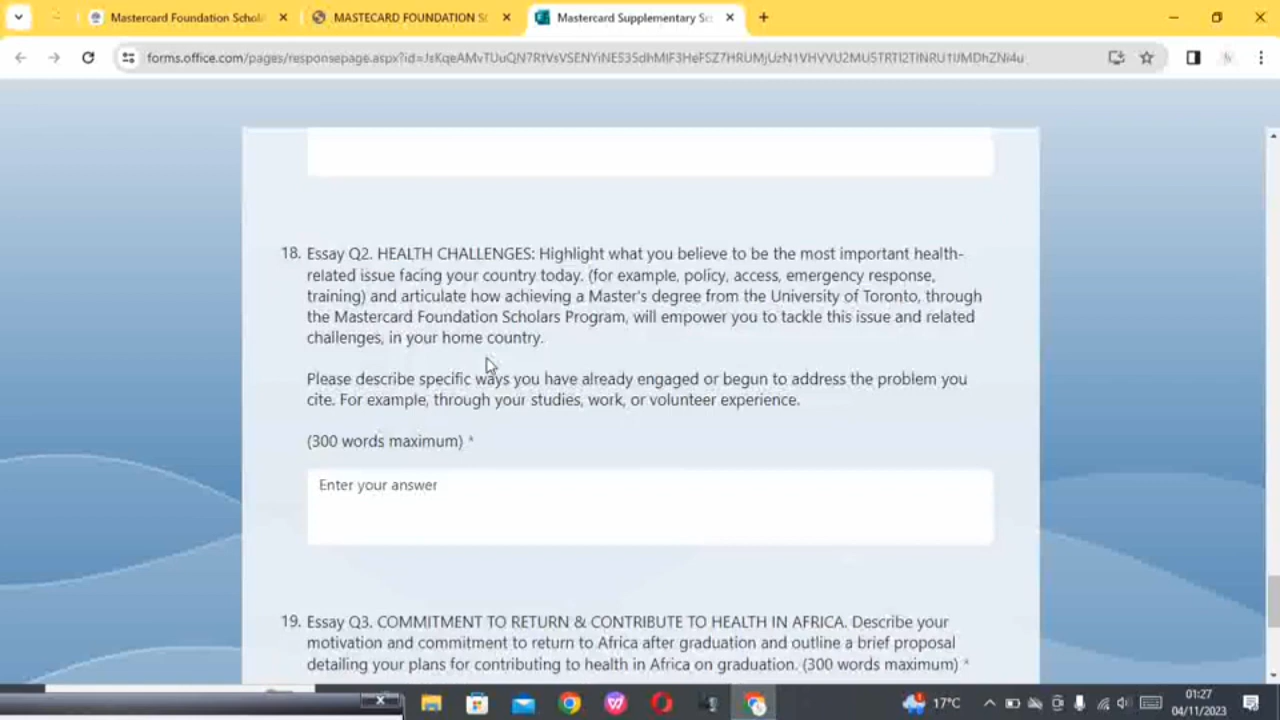 Mastercard Foundation Schol
MASTECARD FOUNDATION S
Mastercard Supplementary Sc
forms.office.com/pages/responsepage.aspx?
18. Essay Q2. HEALTH CHALLENGES: Highlight what you believe to be the most important health-
related issue facing your country today. (for example, policy, access, emergency response,
training) and articulate how achieving a Master's degree from the University of Toronto, through
the Mastercard Foundation Scholars Program, will empower you to tackle this issue and related
challenges, in your home country.
Please describe specific ways you have already engaged or begun to address the problem you
cite. For example, through your studies, work, or volunteer experience.
(300 words maximum) *
Enter your answer
19. Essay Q3. COMMITMENT TO RETURN & CONTRIBUTE TO HEALTH IN AFRICA. Describe your
motivation and commitment to return to Africa after graduation and outline a brief proposal
detailing your plans for contributing to health in Africa on graduation. (300 words maximum) *
17°C
01:27
04/11/2023